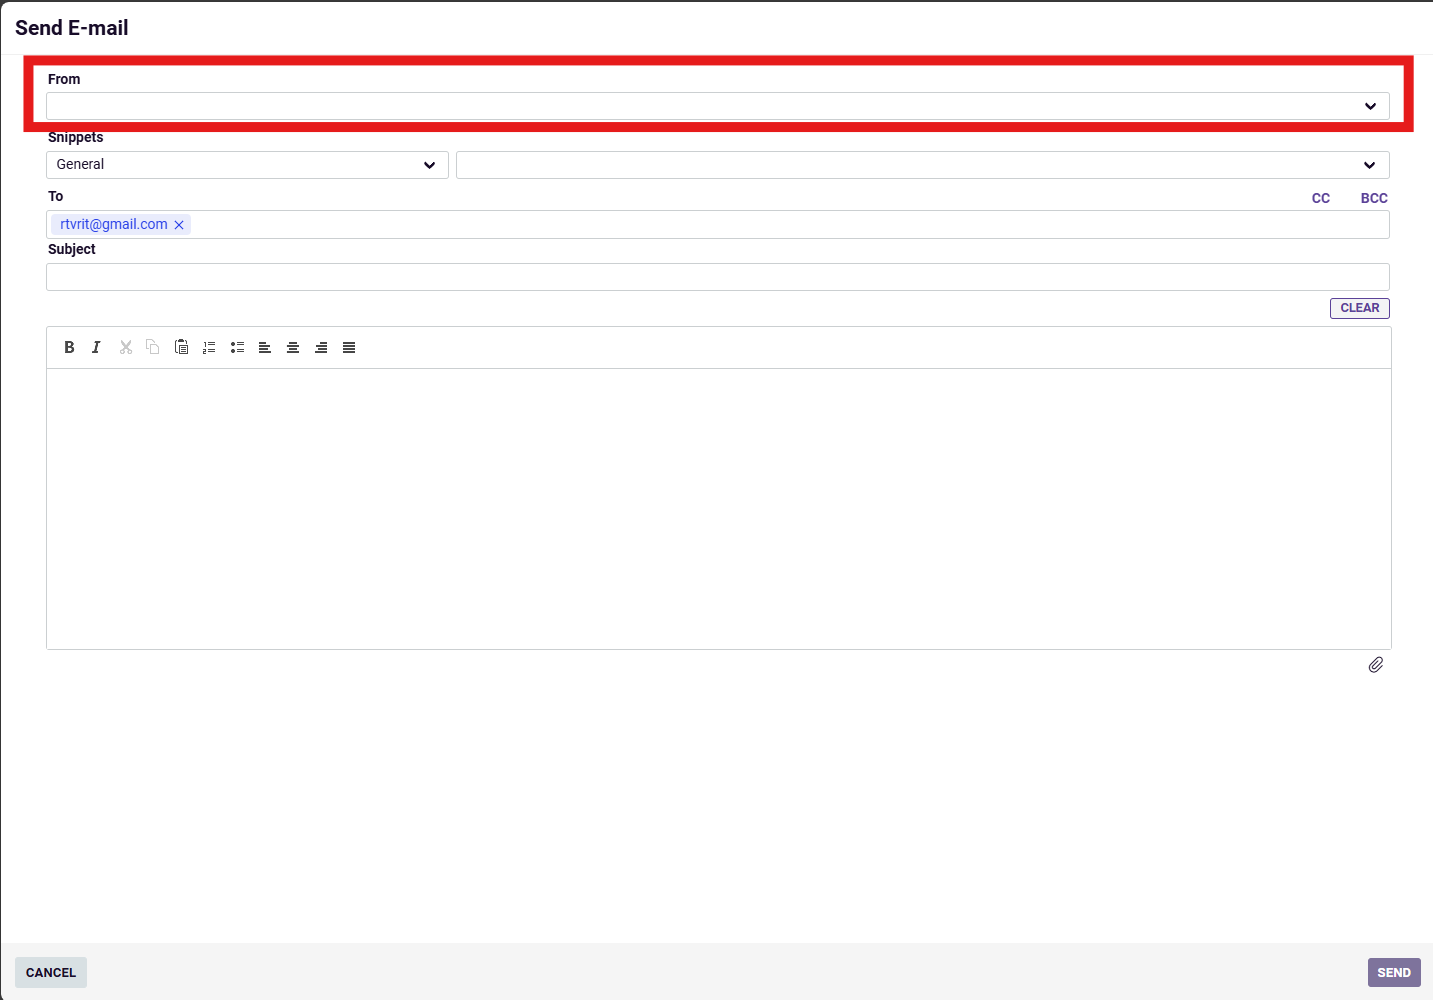 Send E-mail
From
Snippets
General
To
CC BCC
rtvrit@gmail.com
Subject
CLEAR
B I
CANCEL
SEND